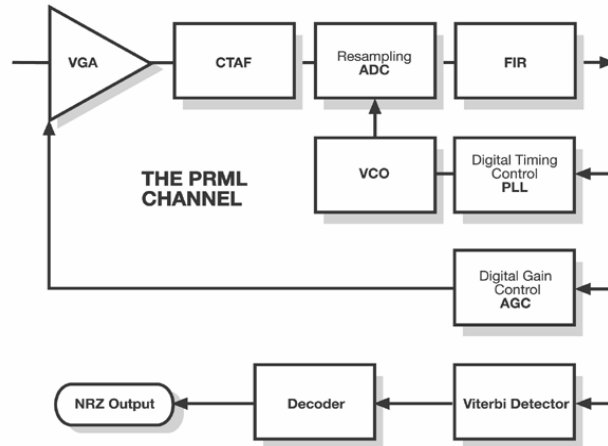 VGA
CTAF
Resampling
ADC
FIR
THE PRML
CHANNEL
VCO
Digital Timing
Control
PLL
Digital Gain
Control
AGC
NRZ Output
Decoder
Viterbi Detector